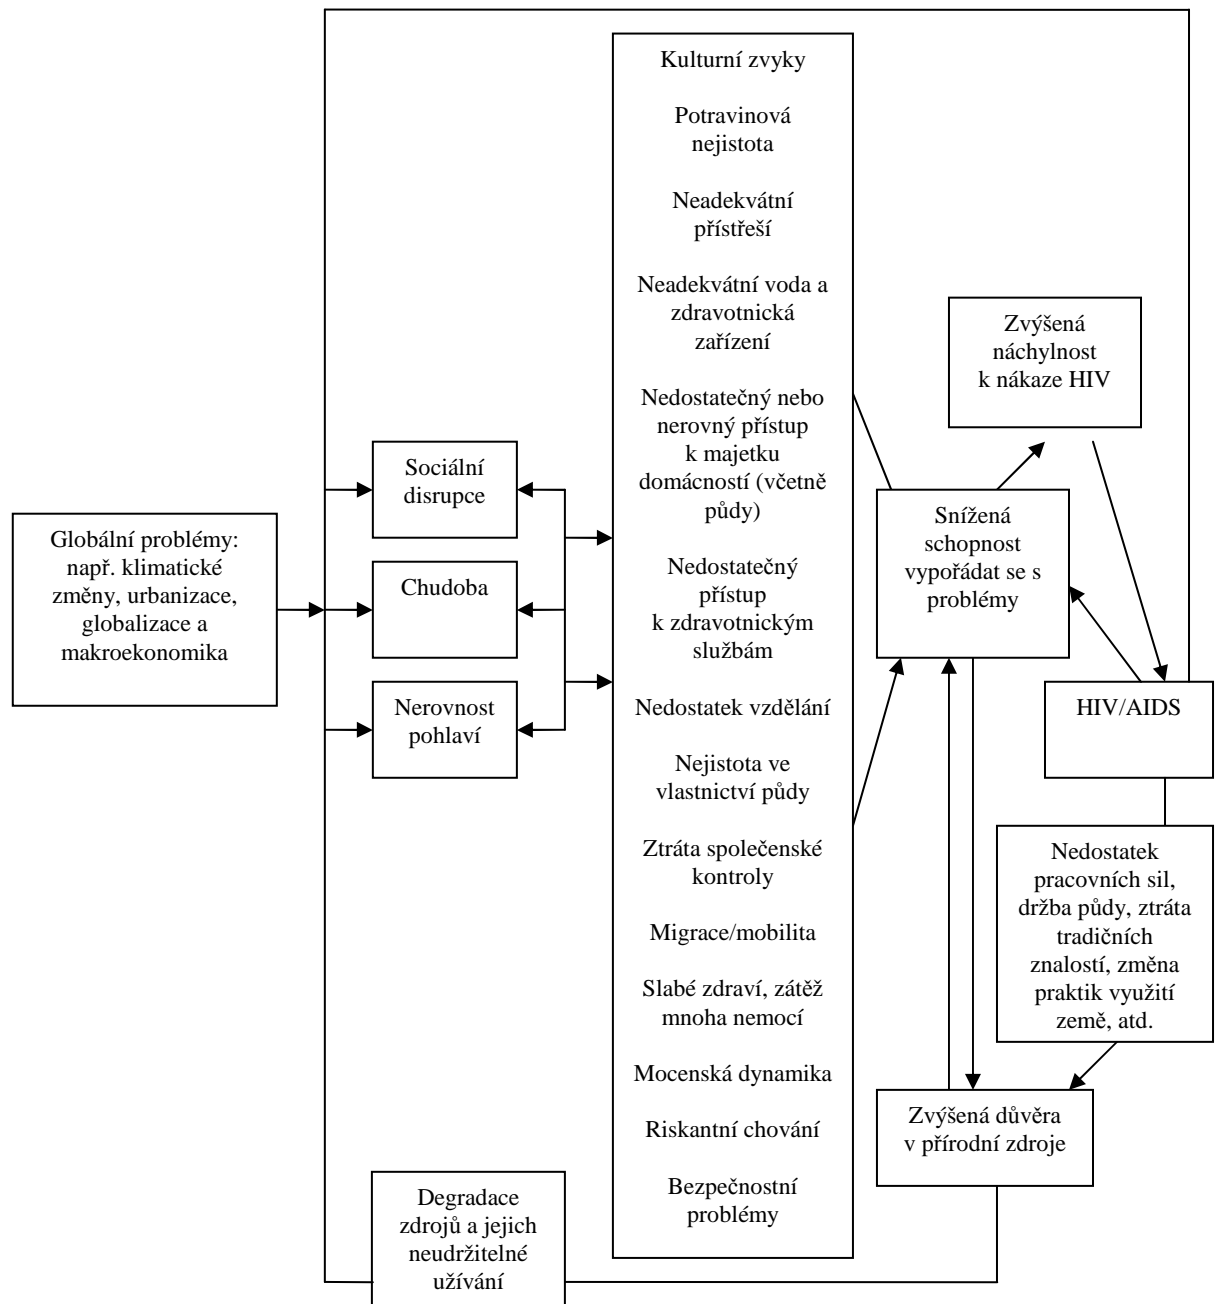 Globální problémy:
např. klimatické
změny, urbanizace,
globalizace a
makroekonomika
Sociální
disrupce
Chudoba
Nerovnost
pohlaví
Kulturní zvyky
Potravinová
nejistota
Neadekvátní
přístřeší
Neadekvátní voda a
zdravotnická
zařízení
Nedostatečný nebo
nerovný přístup
k majetku
domácností (včetně
půdy)
Nedostatečný
přístup
k zdravotnickým
službám
Nedostatek vzdělání
Nejistota ve
vlastnictví půdy
Ztráta společenské
kontroly
Migrace/mobilita
Slabé zdraví, zátěž
mnoha nemocí
Mocenská dynamika
Riskantní chování
Bezpečnostní
problémy
Zvýšená
náchylnost
k nákaze HIV
Snížená
schopnost
vypořádat se s
problémy
HIV/AIDS
Nedostatek
pracovních sil,
držba půdy, ztráta
tradičních
znalostí, změna
praktik využití
země, atd.
Zvýšená důvěra
v přírodní zdroje
Degradace
zdrojů a jejich
neudržitelné
užívání